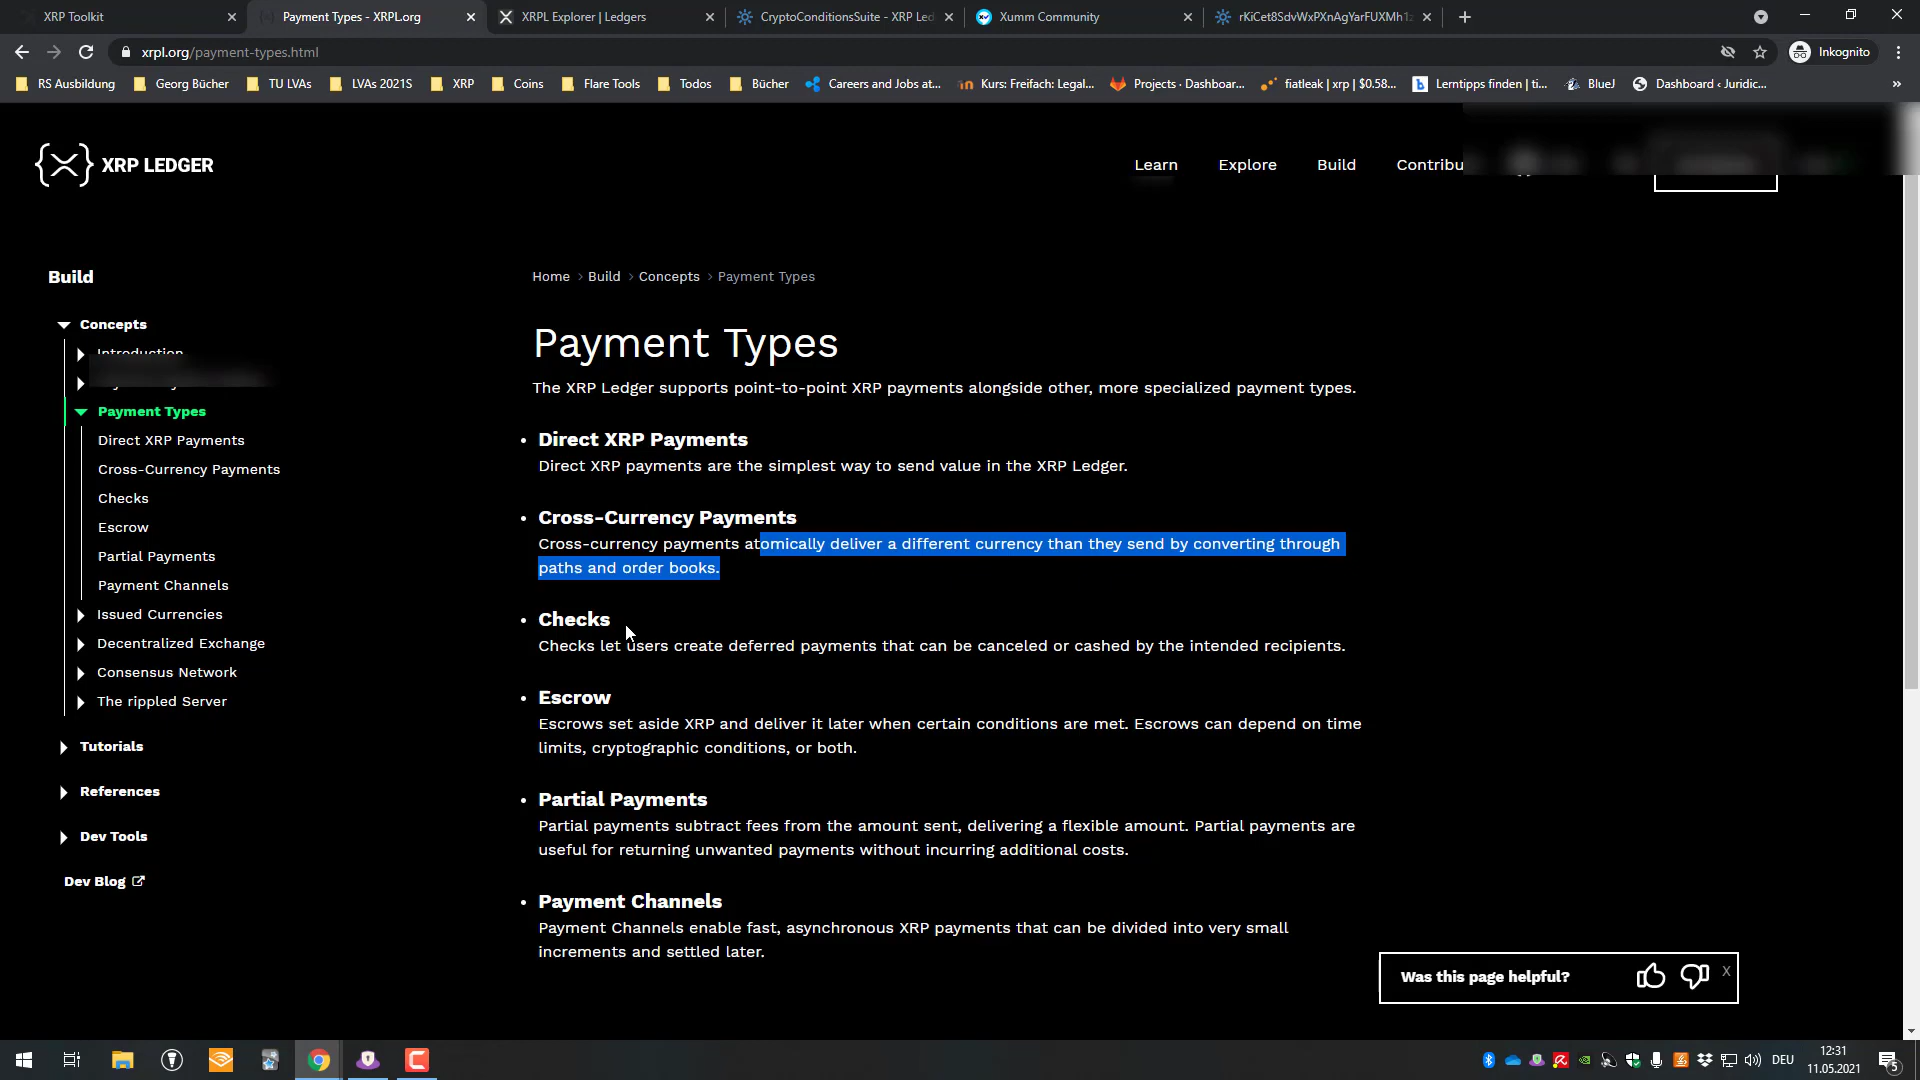 XRP Toolkit
Payment Types - XRPL.org
XRPL Explorer | Ledgers
CryptoConditionsSuite - XRP Led
Xumm Community
rKiCet8SdvWxPXnAgYarFUXMh1
xrpl.org/payment-types.html
Inkognito
RS Ausbildung
Georg Bücher
TU LVAs
LVAs 2021S
XRP
Coins
Flare Tools
Todos
Bücher
Careers and Jobs at...
Kurs: Freifach: Legal...
Projects · Dashboar...
fiatleak | xrp | $0.58...
Lerntipps finden | ti...
BlueJ
Dashboard ‹ Juridic...
»
XRP LEDGER
Learn
Explore
Build
Contribu
Build
Concepts
Introduction
Payment Types
Direct XRP Payments
Cross-Currency Payments
Checks
Escrow
Partial Payments
Payment Channels
Issued Currencies
Decentralized Exchange
Consensus Network
The rippled Server
Tutorials
References
Dev Tools
Dev Blog
Home > Build > Concepts > Payment Types
Payment Types
The XRP Ledger supports point-to-point XRP payments alongside other, more specialized payment types.
• Direct XRP Payments
Direct XRP payments are the simplest way to send value in the XRP Ledger.
• Cross-Currency Payments
Cross-currency payments atomically deliver a different currency than they send by converting through
paths and order books.
• Checks
Checks let users create deferred payments that can be canceled or cashed by the intended recipients.
• Escrow
Escrows set aside XRP and deliver it later when certain conditions are met. Escrows can depend on time
limits, cryptographic conditions, or both.
• Partial Payments
Partial payments subtract fees from the amount sent, delivering a flexible amount. Partial payments are
useful for returning unwanted payments without incurring additional costs.
• Payment Channels
Payment Channels enable fast, asynchronous XRP payments that can be divided into very small
increments and settled later.
Was this page helpful?
X
DEU
12:31
11.05.2021
5